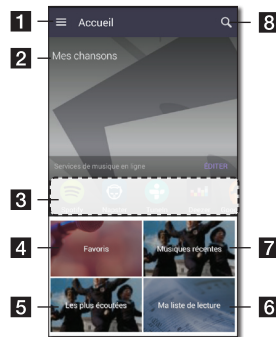 1
Accueil
8
2
Mes chansons
Services de musique en ligne
ÉDITER
3
4
Favoris
Musiques récentes
7
5
Les plus écoutées
Ma liste de lecture
6